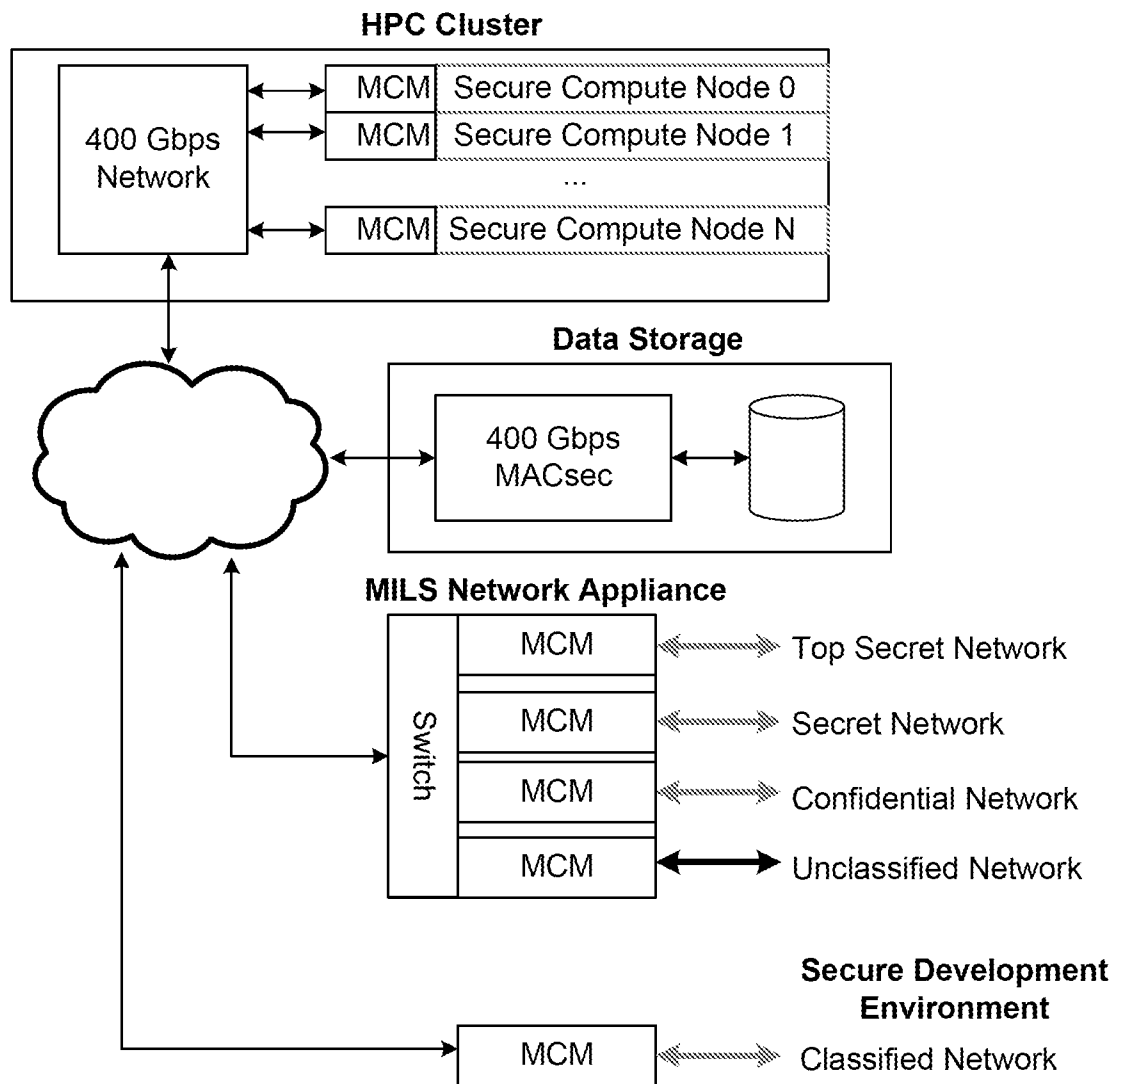 HPC Cluster
400 Gbps
Network
MCM Secure Compute Node 0
MCM Secure Compute Node 1
...
MCM Secure Compute Node N
Data Storage
400 Gbps
MACsec
MILS Network Appliance
Switch
MCM Top Secret Network
MCM Secret Network
MCM Confidential Network
MCM Unclassified Network
Secure Development
Environment
MCM Classified Network